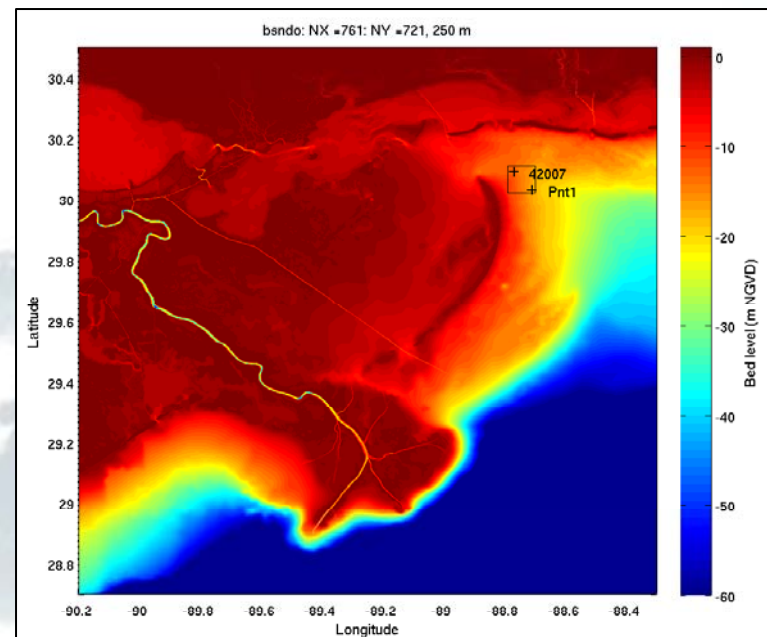 bsndo: NX =761: NY =721, 250 m
30.4
30.2
30
29.8
29.6
29.4
29.2
29
28.8
Latitude
42007
Pnt1
-90.2 -90 -89.8 -89.6 -89.4 -89.2 -89 -88.8 -88.6 -88.4
Longitude
0
-10
-20
-30
-40
-50
-60
Bed level (m NGVD)